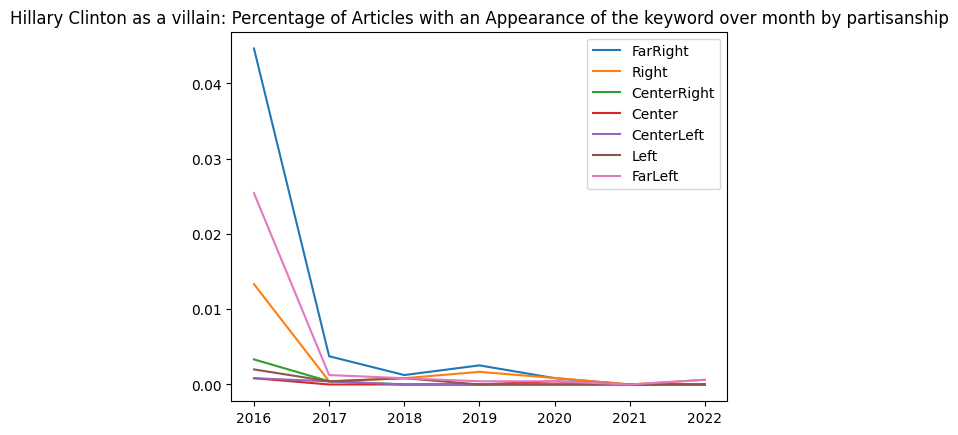 Hillary Clinton as a villain: Percentage of Articles with an Appearance of the keyword over month by partisanship
FarRight
Right
CenterRight
Center
CenterLeft
Left
FarLeft
0.04
0.03
0.02
0.01
0.00
2016 2017 2018 2019 2020 2021 2022